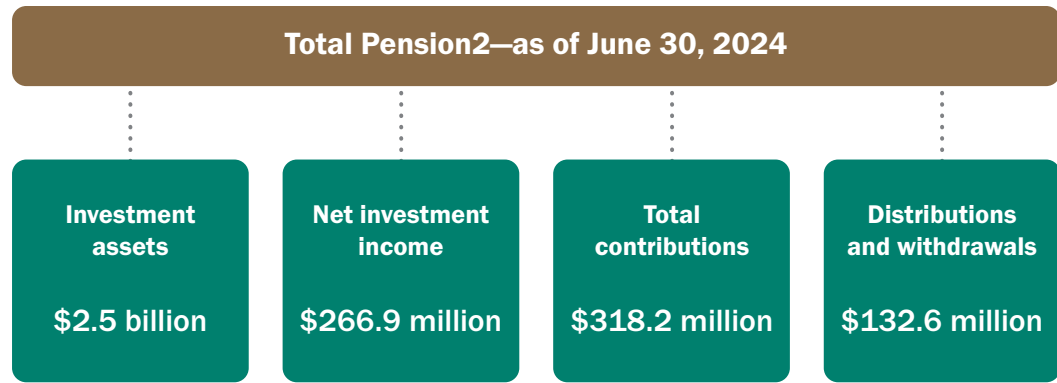 Total Pension2—as of June 30, 2024
Investment
assets
$2.5 billion
Net investment
income
$266.9 million
Total
contributions
$318.2 million
Distributions
and withdrawals
$132.6 million